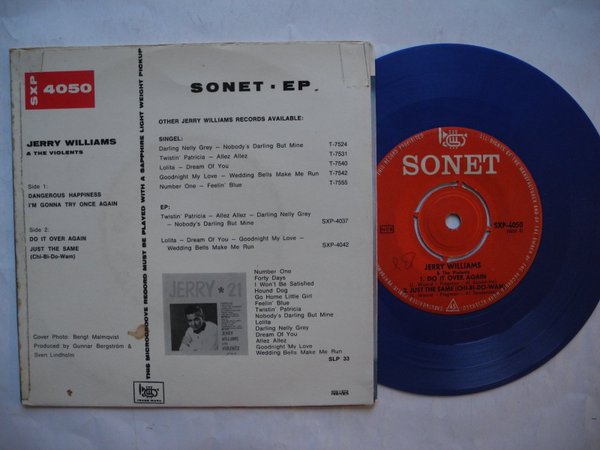 SXP 4050
JERRY WILLIAMS
& THE VIOLENTS
Side 1:
DANGEROUS HAPPINESS
I'M GONNA TRY ONCE AGAIN
Side 2:
DO IT OVER AGAIN
JUST THE SAME
(Chi-Bi-Do-Wam)
Cover Photo: Bengt Malmqvist
Produced by Gunnar Bergström &
Sven Lindholm
THIS MICROGROOVE RECORD MUST BE PLAYED WITH A SAPPHIRE LIGHT WEIGHT PICKUP
TRADE MARK
SONET · EP
OTHER JERRY WILLIAMS RECORDS AVAILABLE:
SINGEL:
Darling Nelly Grey — Nobody's Darling But Mine T-7524
Twistin' Patricia — Allez Allez T-7531
Lolita — Dream Of You T-7540
Goodnight My Love — Wedding Bells Make Me Run T-7542
Number One — Feelin' Blue T-7555
EP:
Twistin' Patricia — Allez Allez — Darling Nelly Grey
— Nobody's Darling But Mine SXP-4037
Lolita — Dream Of You — Goodnight My Love —
Wedding Bells Make Me Run SXP-4042
JERRY ★ 21
JERRY
WILLIAMS
VIOLENTS
Number One
Forty Days
I Won't Be Satisfied
Hound Dog
Go Home Little Girl
Feelin' Blue
Twistin' Patricia
Nobody's Darling But Mine
Lolita
Darling Nelly Grey
Dream Of You
Allez Allez
Goodnight My Love
Wedding Bells Make Me Run
SLP 33
SONET
SXP-4050
JERRY WILLIAMS
& The Violents
1. DO IT OVER AGAIN
2. JUST THE SAME (CHI-BI-DO-WAM)